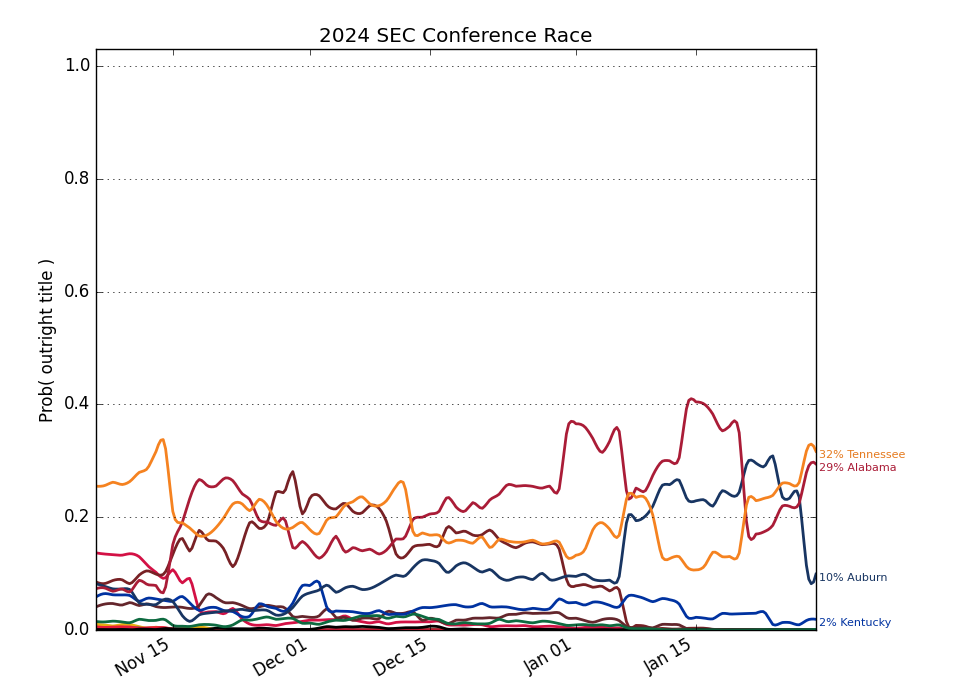 2024 SEC Conference Race
Prob( outright title )
1.0
0.8
0.6
0.4
0.2
0.0
32% Tennessee
29% Alabama
10% Auburn
2% Kentucky
Nov 15
Dec 01
Dec 15
Jan 01
Jan 15